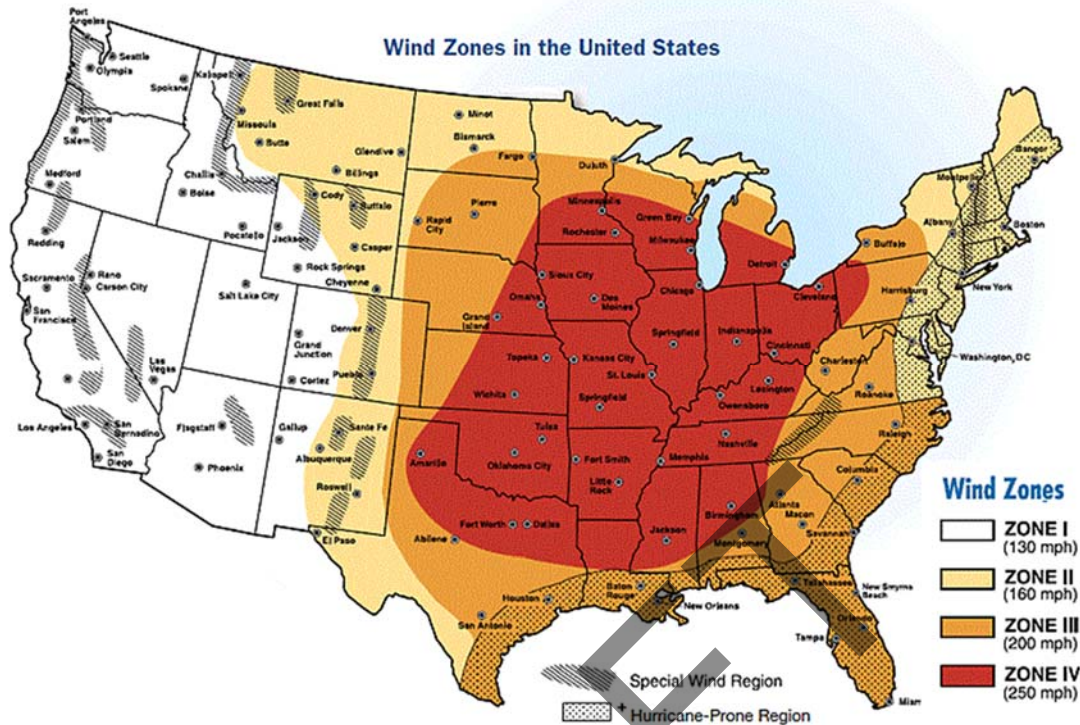 Wind Zones in the United States
Port
Angeles
Seattle
Olympia
Spokane
Kalispell
Great Falls
Missoula
Butte
Glendive
Minot
Bismarck
Fargo
Duluth
Bangor
Montpelier
Portland
Salem
Medford
Challis
Boise
Billings
Cody
Buffalo
Pierre
Rapid
City
Minneapolis
Rochester
Green Bay
Milwaukee
Albany
Boston
Buffalo
Detroit
Redding
Pocatello
Jackson
Casper
Rock Springs
Cheyenne
Sioux City
Omaha
Des
Moines
Chicago
Cleveland
Harrisburg
New York
Sacramento
Reno
Carson City
San
Francisco
Salt Lake City
Grand
Junction
Denver
Pueblo
Cortez
Grand
Island
Topeka
Kansas City
Springfield
St. Louis
Indianapolis
Cincinnati
Charleston
Washington, DC
Las
Vegas
Wichita
Springfield
Owensboro
Lexington
Roanoke
Los Angeles
San
Bernadino
San
Diego
Flagstaff
Phoenix
Gallup
Sante Fe
Albuquerque
Roswell
Amarillo
Tulsa
Oklahoma City
Fort Smith
Little
Rock
Memphis
Nashville
Raleigh
Columbia
Atlanta
Macon
Savannah
Birmingham
Montgomery
Jackson
El Paso
Abilene
Fort Worth
Dallas
Houston
San Antonio
Baton
Rouge
New Orleans
Tallahassee
New Smyrna
Beach
Orlando
Tampa
Miam
Wind Zones
ZONE I
(130 mph)
ZONE II
(160 mph)
ZONE III
(200 mph)
ZONE IV
(250 mph)
Special Wind Region
+
Hurricane-Prone Region